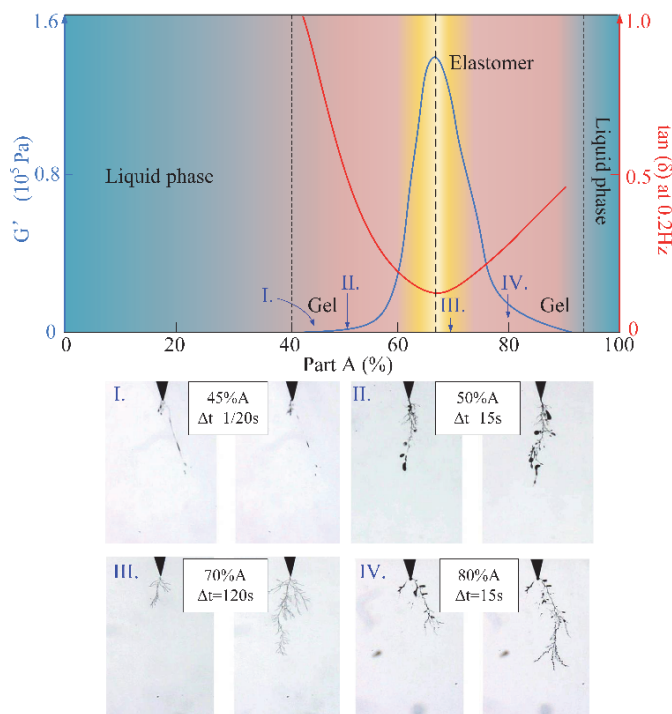 1.6
1.0
Elastomer
G' (10⁵ Pa)
0.8
Liquid phase
Liquid phase
0.5
tan (δ) at 0.2Hz
I.
II.
Gel
III.
IV.
Gel
0
0
0
20
40
60
80
100
Part A (%)
I.
45%A
Δt 1/20s
II.
50%A
Δt 15s
III.
70%A
Δt=120s
IV.
80%A
Δt=15s